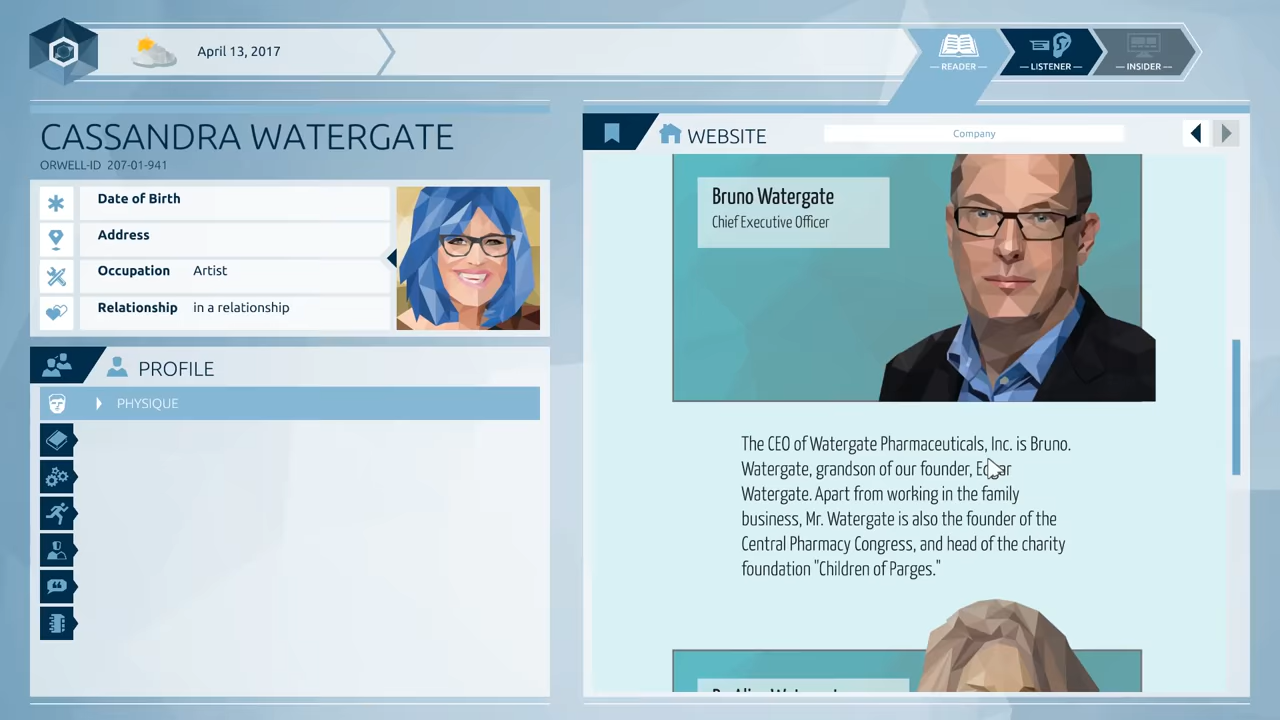 April 13, 2017
READER
LISTENER
INSIDER
CASSANDRA WATERGATE
ORWELL-ID 207-01-941
Date of Birth
Address
Occupation Artist
Relationship in a relationship
PROFILE
PHYSIQUE
WEBSITE
Company
Bruno Watergate
Chief Executive Officer
The CEO of Watergate Pharmaceuticals, Inc. is Bruno.
Watergate, grandson of our founder,
Watergate. Apart from working in the family
business, Mr. Watergate is also the founder of the
Central Pharmacy Congress, and head of the charity
foundation "Children of Parges."